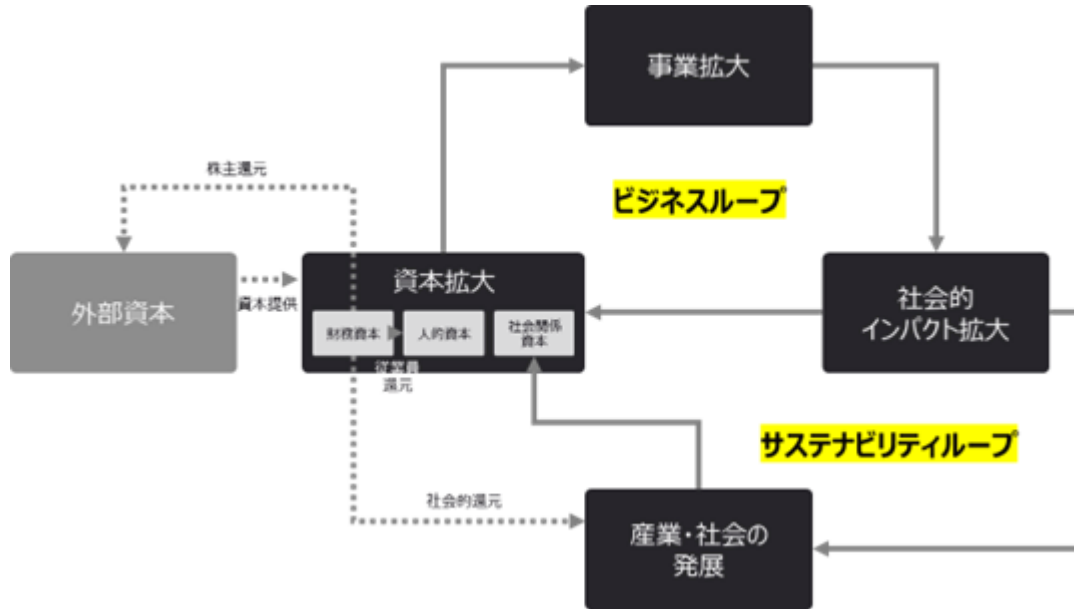 事業拡大
株主還元
ビジネスループ
外部資本
資本提供
資本拡大
財務資本
人的資本
社会関係
資本
従業員
還元
社会的
インパクト拡大
サステナビリティループ
社会的還元
産業・社会の
発展